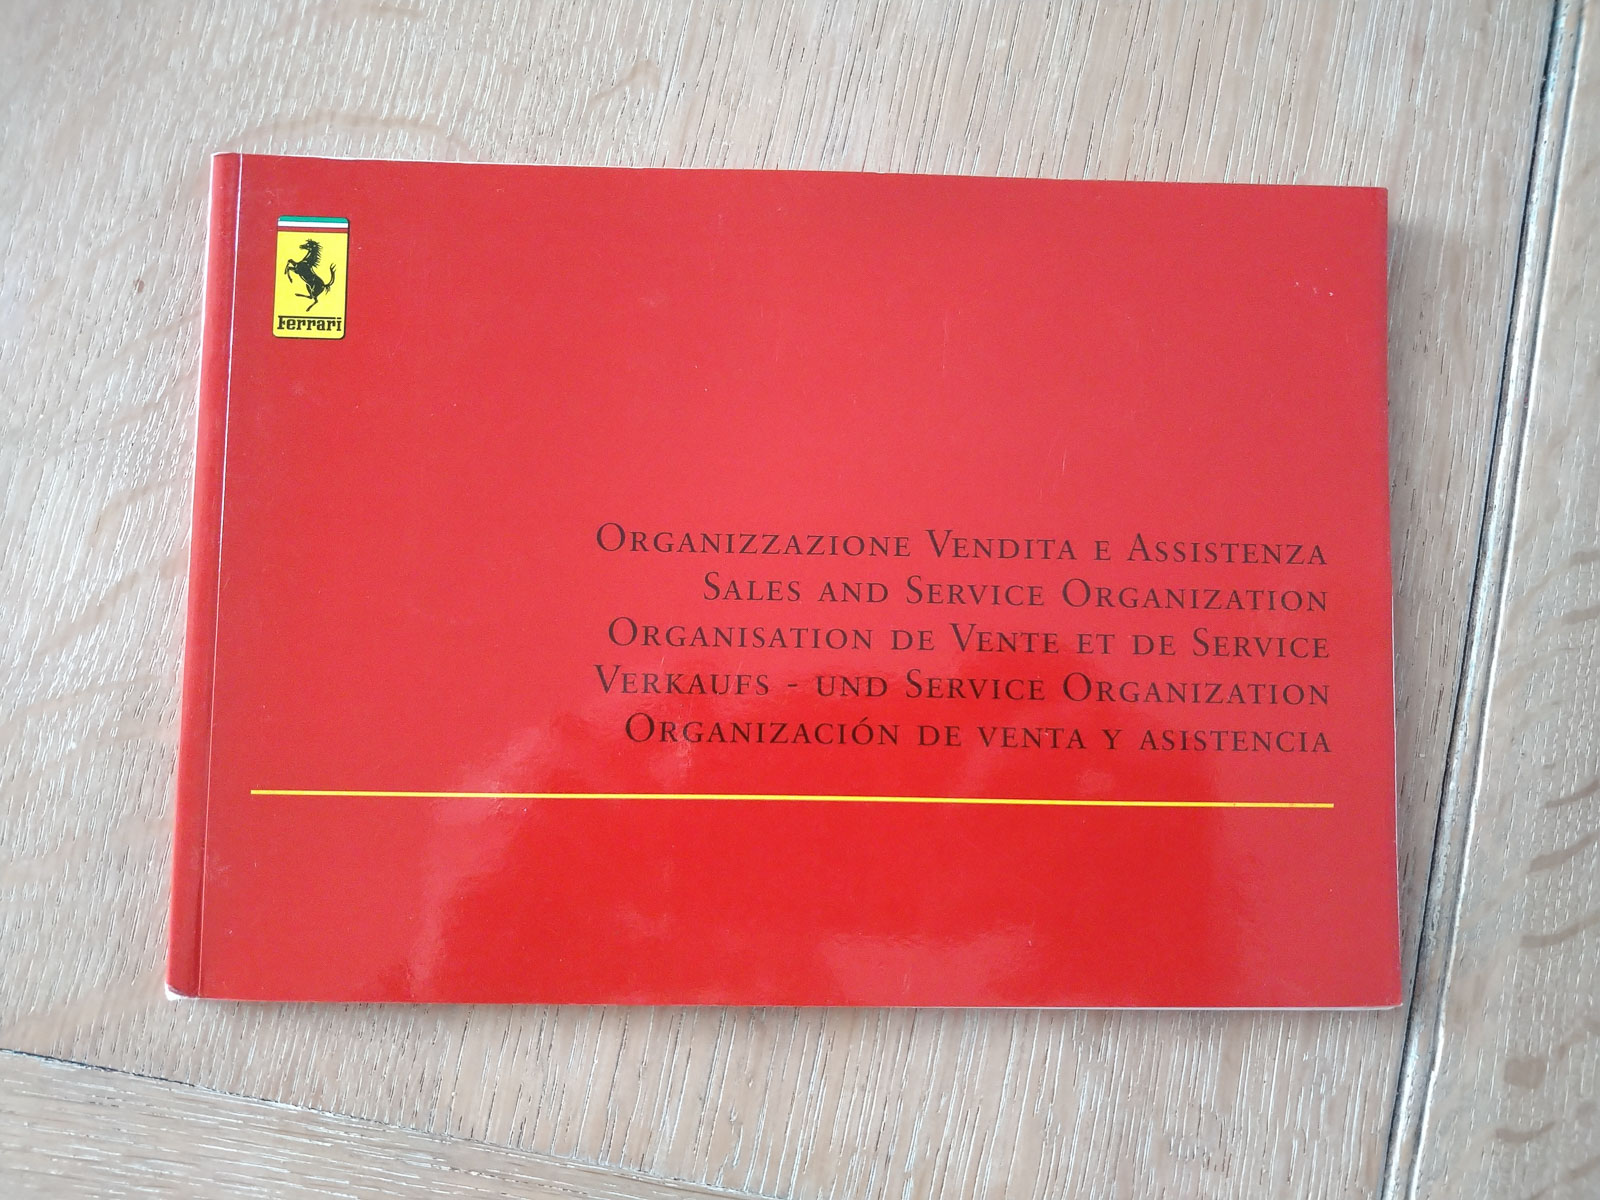 Ferrari
Organizzazione Vendita e Assistenza
Sales and Service Organization
Organisation de Vente et de Service
Verkaufs - und Service Organization
Organización de venta y asistencia